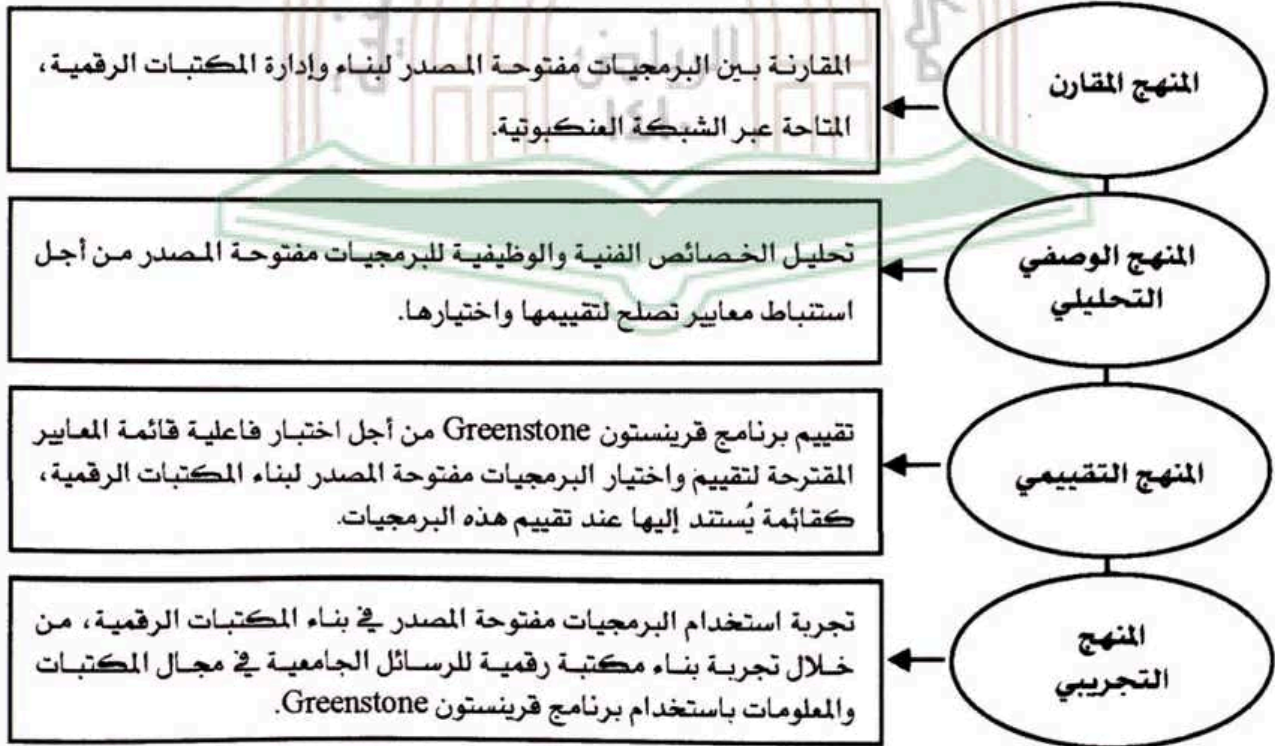 المنهج المقارن
المقارنة بين البرمجيات مفتوحة المصدر لبناء وإدارة المكتبات الرقمية،
المتاحة عبر الشبكة العنكبوتية.
المنهج الوصفي
التحليلي
تحليل الخصائص الفنية والوظيفية للبرمجيات مفتوحة المصدر من أجل
استنباط معايير تصلح لتقييمها واختيارها.
المنهج التقييمي
تقييم برنامج قرينستون Greenstone من أجل اختبار فاعلية قائمة المعايير
المقترحة لتقييم واختيار البرمجيات مفتوحة المصدر لبناء المكتبات الرقمية،
كقائمة يُستند إليها عند تقييم هذه البرمجيات.
المنهج
التجريبي
تجربة استخدام البرمجيات مفتوحة المصدر في بناء المكتبات الرقمية، من
خلال تجربة بناء مكتبة رقمية للرسائل الجامعية في مجال المكتبات
والمعلومات باستخدام برنامج قرينستون Greenstone.
الرياض